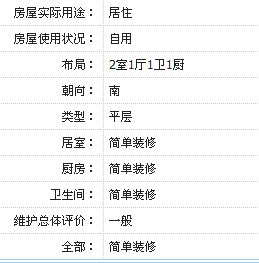 房屋实际用途： 居住
房屋使用状况： 自用
布局： 2室1厅1卫1厨
朝向： 南
类型： 平层
居室： 简单装修
厨房： 简单装修
卫生间： 简单装修
维护总体评价： 一般
全部： 简单装修